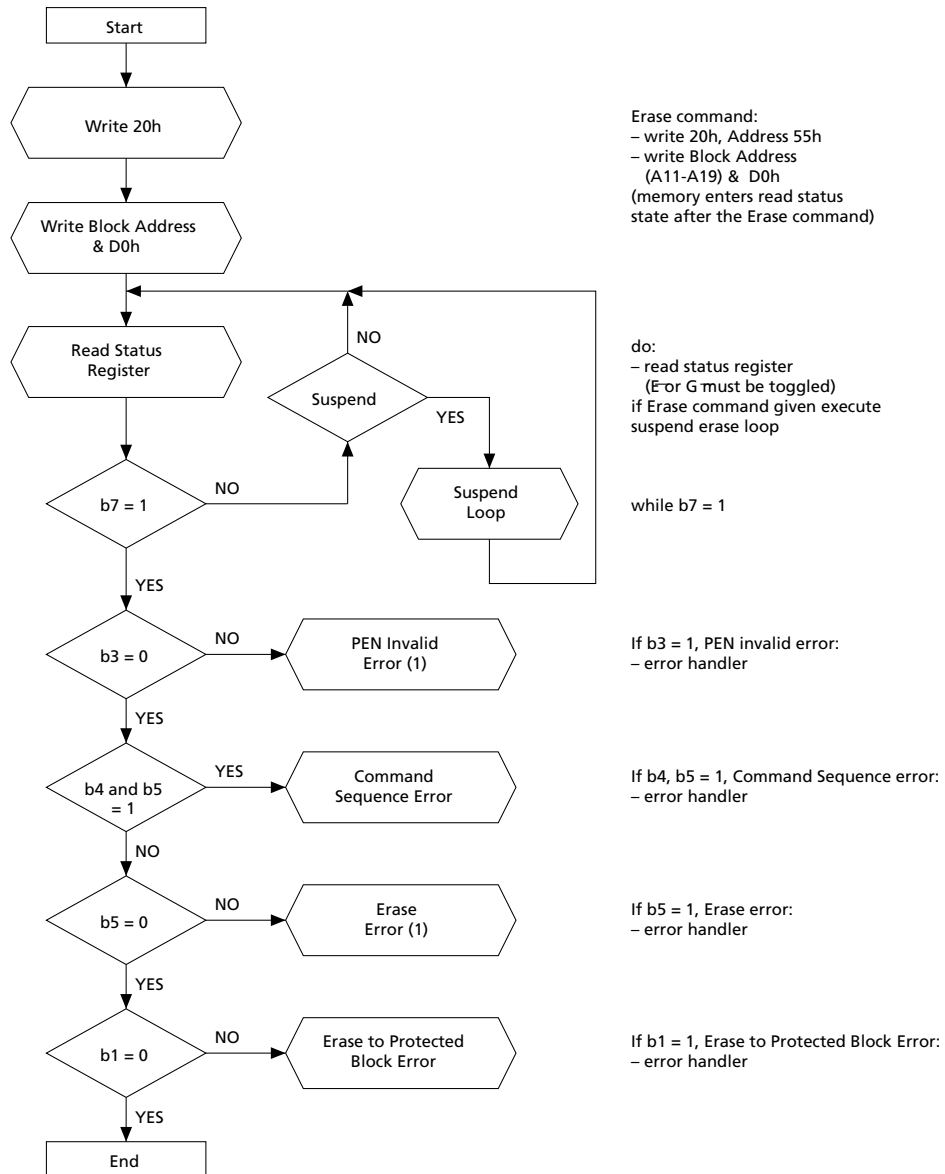 Start
Write 20h
Erase command:
– write 20h, Address 55h
– write Block Address
(A11-A19) & D0h
(memory enters read status
state after the Erase command)
Write Block Address
& D0h
Read Status
Register
NO
Suspend
YES
do:
– read status register
(E or G must be toggled)
if Erase command given execute
suspend erase loop
b7 = 1
NO
Suspend
Loop
while b7 = 1
YES
b3 = 0
NO
PEN Invalid
Error (1)
If b3 = 1, PEN invalid error:
– error handler
YES
b4 and b5
= 1
YES
Command
Sequence Error
If b4, b5 = 1, Command Sequence error:
– error handler
NO
b5 = 0
NO
Erase
Error (1)
If b5 = 1, Erase error:
– error handler
YES
b1 = 0
NO
Erase to Protected
Block Error
If b1 = 1, Erase to Protected Block Error:
– error handler
YES
End